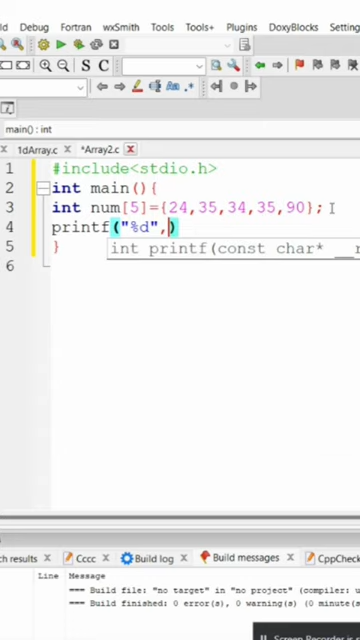 Debug Fortran wxSmith Tools Tools+ Plugins DoxyBlocks Setting
S C
Aa .*
main() : int
1dArray.c × *Array2.c
1 #include<stdio.h>
2 int main(){
3 int num[5]={24,35,34,35,90};
4 printf("%d",)
int printf(const char* __r
5 }
6
ch results × Cccc × Build log × Build messages × CppCheck
Line Message
=== Build file: "no target" in "no project" (compiler: u
=== Build finished: 0 error(s), 0 warning(s) (0 minute(s
Screen Recorder is